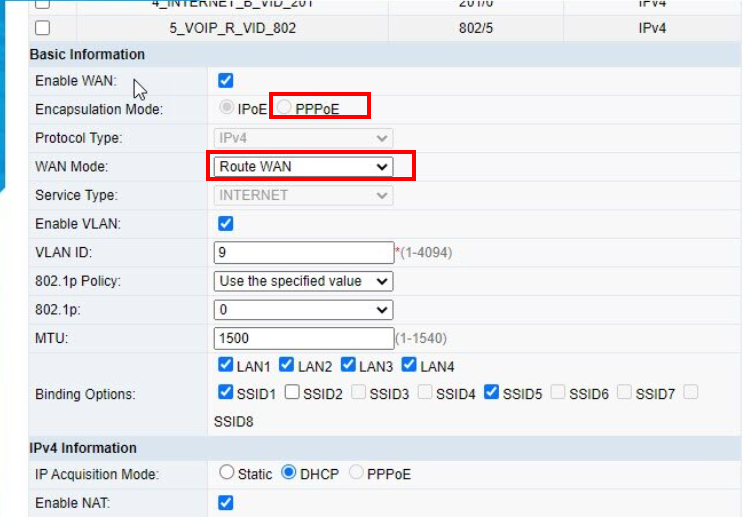 4_INTERNET_B_VID_201 201/0 IPv4
5_VOIP_R_VID_802 802/5 IPv4
Basic Information
Enable WAN:
Encapsulation Mode: IPoE PPPoE
Protocol Type: IPv4
WAN Mode: Route WAN
Service Type: INTERNET
Enable VLAN:
VLAN ID: 9 *(1-4094)
802.1p Policy: Use the specified value
802.1p: 0
MTU: 1500 (1-1540)
LAN1 LAN2 LAN3 LAN4
Binding Options: SSID1 SSID2 SSID3 SSID4 SSID5 SSID6 SSID7
SSID8
IPv4 Information
IP Acquisition Mode: Static DHCP PPPoE
Enable NAT: